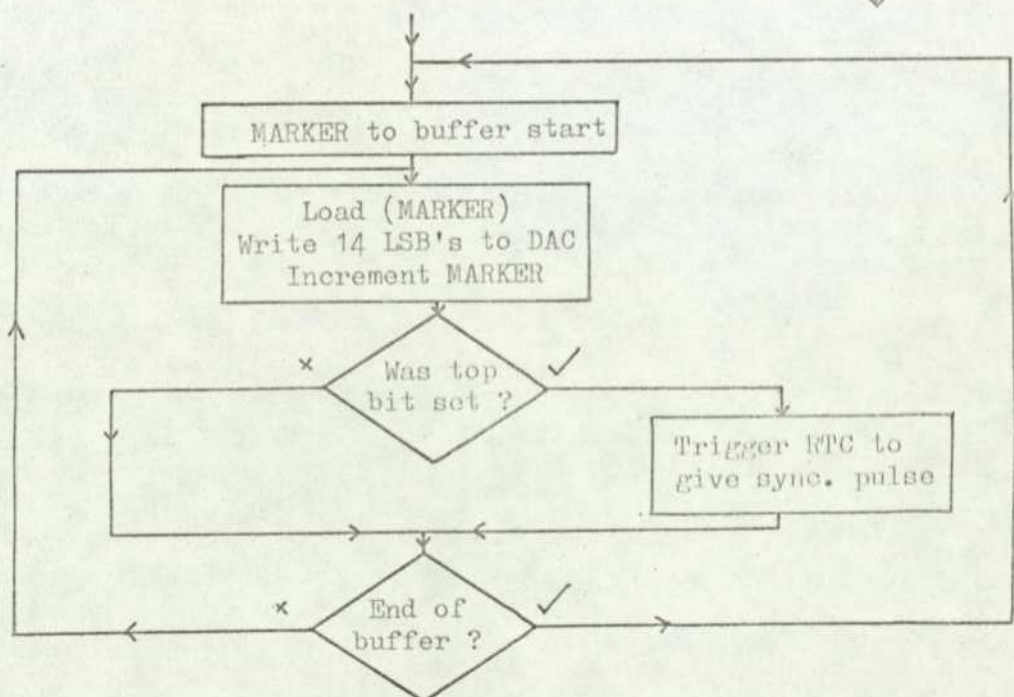 MARKER to buffer start
Load (MARKER)
Write 14 LSB's to DAC
Increment MARKER
× ✓
Was top
bit set ?
Trigger RTC to
give sync. pulse
× ✓
End of
buffer ?